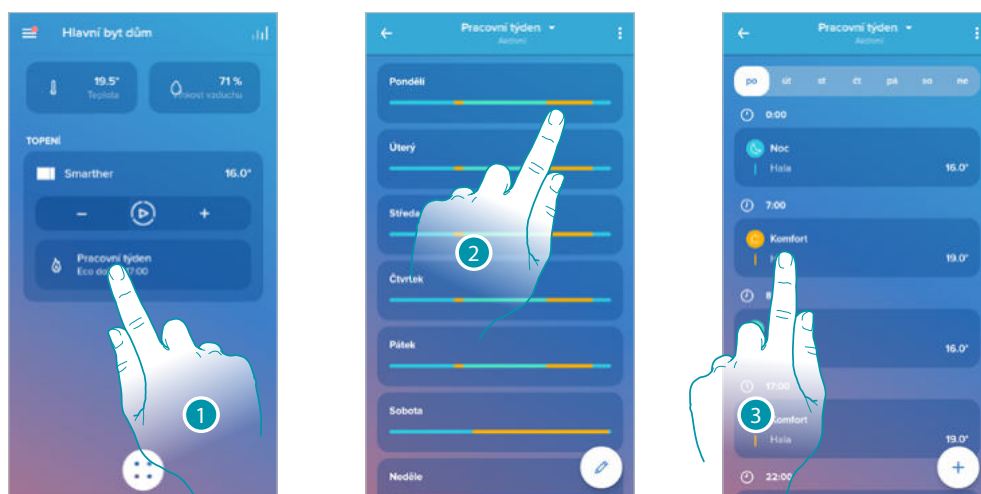 Hlavní byt dům
19.5°
Teplota
71 %
vzduchu
TOPENÍ
Smarther
16.0°
−
+
Pracovní týden
Eco 17:00
1
Pracovní týden
Aktivní
Pondělí
Úterý
Středa
Čtvrtek
Pátek
Sobota
Neděle
2
Pracovní týden
Aktivní
po út st čt pá so ne
0:00
Noc
Hala
16.0°
7:00
Komfort
19.0°
8
16.0°
17:00
Komfort
Hala
19.0°
22:00
+
3